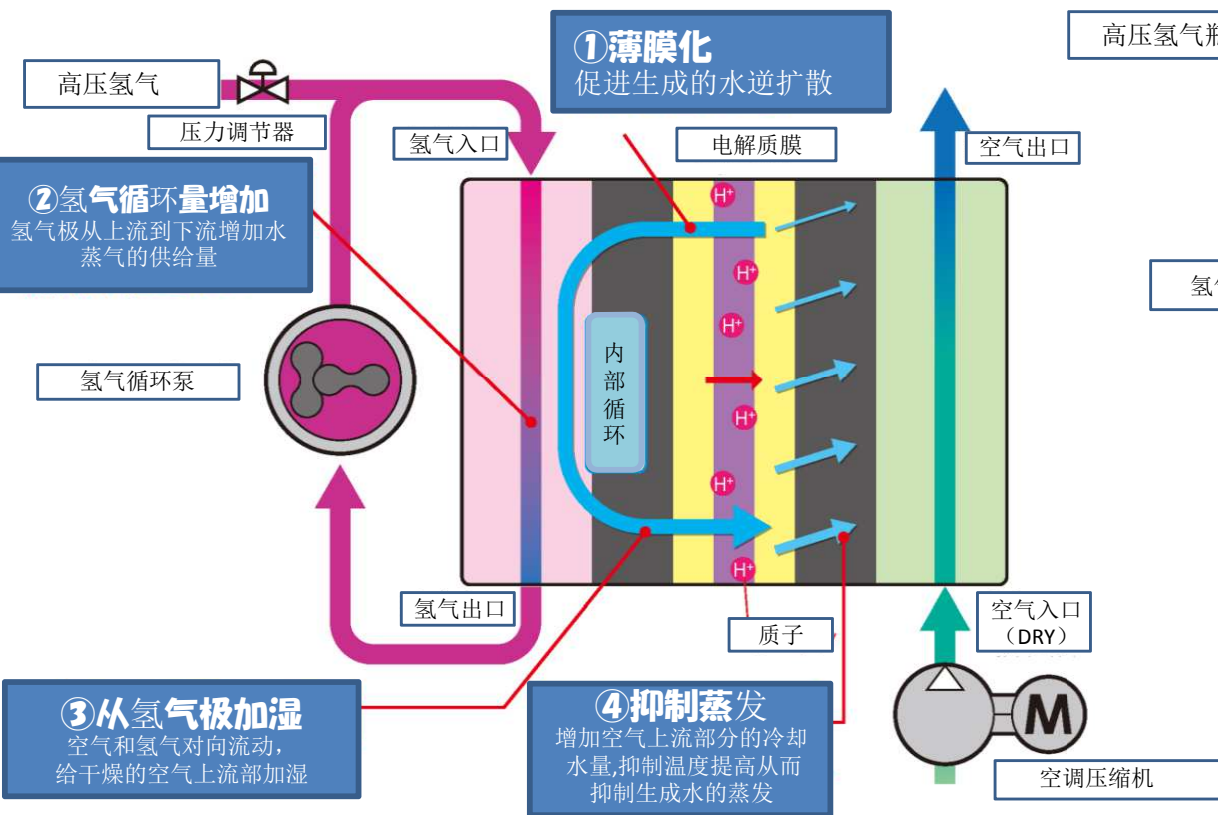 ①薄膜化
促进生成的水逆扩散
高压氢气瓶
高压氢气
压力调节器
氢气入口
电解质膜
空气出口
②氢气循环量增加
氢气极从上流到下流增加水
蒸气的供给量
氢气循环泵
内
部
循
环
H+
H+
H+
H+
H+
H+
氢气出口
质子
空气入口
（DRY）
③从氢气极加湿
空气和氢气对向流动，
给干燥的空气上流部加湿
④抑制蒸发
增加空气上流部分的冷却
水量,抑制温度提高从而
抑制生成水的蒸发
M
空调压缩机